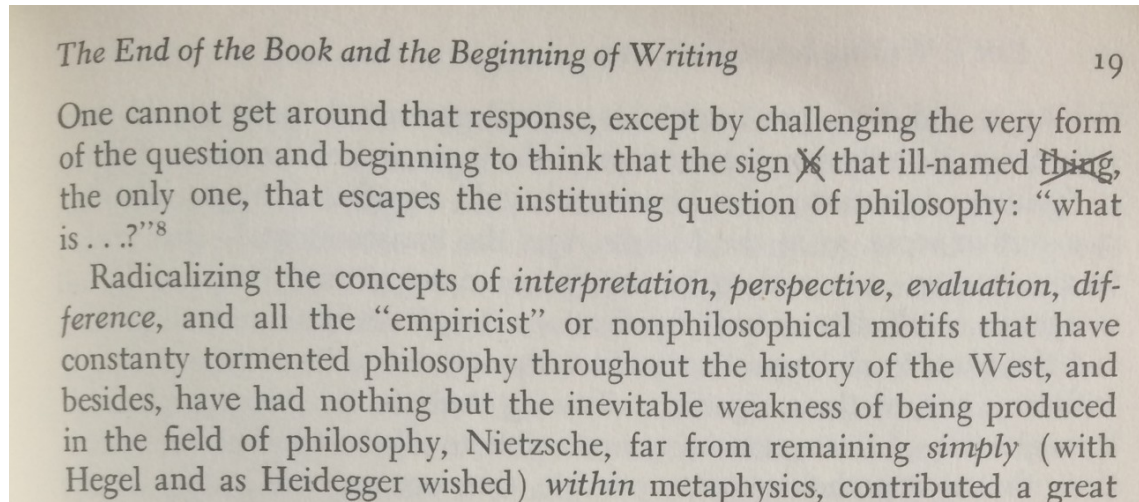 The End of the Book and the Beginning of Writing 19
One cannot get around that response, except by challenging the very form
of the question and beginning to think that the sign is that ill-named thing,
the only one, that escapes the instituting question of philosophy: “what
is . . .?”8
Radicalizing the concepts of interpretation, perspective, evaluation, dif-
ference, and all the “empiricist” or nonphilosophical motifs that have
constanty tormented philosophy throughout the history of the West, and
besides, have had nothing but the inevitable weakness of being produced
in the field of philosophy, Nietzsche, far from remaining simply (with
Hegel and as Heidegger wished) within metaphysics, contributed a great